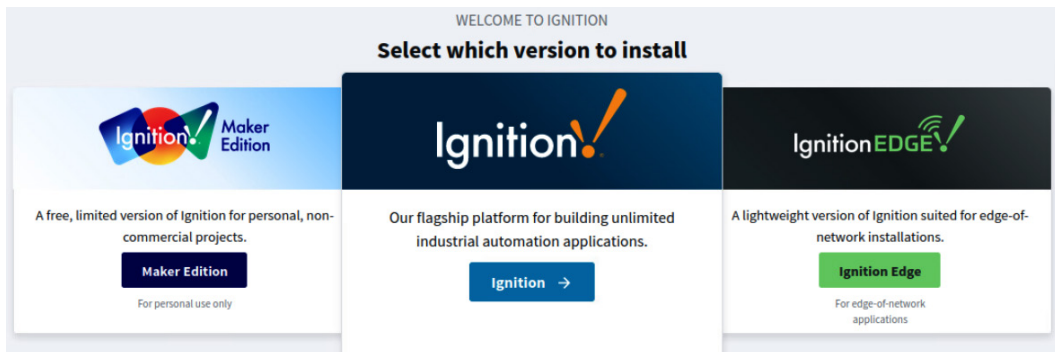 WELCOME TO IGNITION
Select which version to install
Ignition!
Maker
Edition
A free, limited version of Ignition for personal, non-
commercial projects.
Maker Edition
For personal use only
Ignition!
Our flagship platform for building unlimited
industrial automation applications.
Ignition →
Ignition EDGE!
A lightweight version of Ignition suited for edge-of-
network installations.
Ignition Edge
For edge-of-network
applications